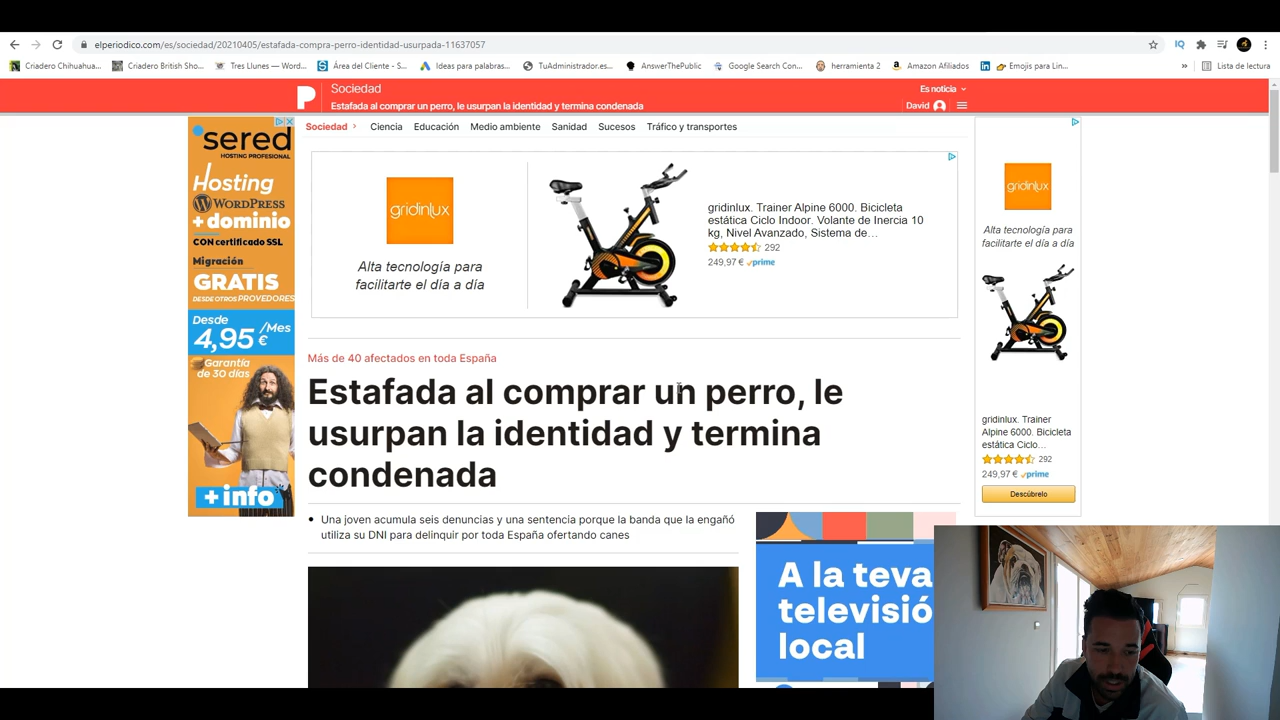 elperiodico.com/es/sociedad/20210405/estafada-compra-perro-identidad-usurpada-11637057
Criadero Chihuahua...
Criadero British Sho...
Tres Llunes — Word...
Área del Cliente - S...
Ideas para palabras...
TuAdministrador.es...
AnswerThePublic
Google Search Con...
herramienta 2
Amazon Afiliados
Emojis para Lin...
»
Lista de lectura
P
Sociedad
Estafada al comprar un perro, le usurpan la identidad y termina condenada
Es noticia
David
Sociedad
Ciencia
Educación
Medio ambiente
Sanidad
Sucesos
Tráfico y transportes
sered
HOSTING PROFESIONAL
Hosting
WORDPRESS
+ dominio
CON certificado SSL
Migración
GRATIS
DESDE OTROS PROVEEDORES
Desde
4,95 €/Mes
Garantía
de 30 días
+ info
gridinlux
Alta tecnología para
facilitarte el día a día
gridinlux. Trainer Alpine 6000. Bicicleta
estática Ciclo Indoor. Volante de Inercia 10
kg, Nivel Avanzado, Sistema de...
292
249,97 € prime
gridinlux
Alta tecnología para
facilitarte el día a día
gridinlux. Trainer
Alpine 6000. Bicicleta
estática Ciclo...
292
249,97 € prime
Descúbrelo
Más de 40 afectados en toda España
Estafada al comprar un perro, le
usurpan la identidad y termina
condenada
Una joven acumula seis denuncias y una sentencia porque la banda que la engañó
utiliza su DNI para delinquir por toda España ofertando canes
A la teva
televisió
local